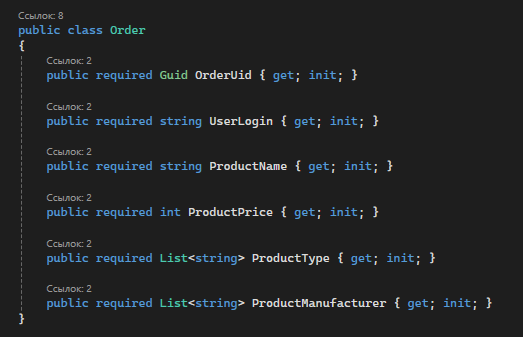 Ссылок: 8
public class Order
{
Ссылок: 2
public required Guid OrderUid { get; init; }
Ссылок: 2
public required string UserLogin { get; init; }
Ссылок: 2
public required string ProductName { get; init; }
Ссылок: 2
public required int ProductPrice { get; init; }
Ссылок: 2
public required List<string> ProductType { get; init; }
Ссылок: 2
public required List<string> ProductManufacturer { get; init; }
}